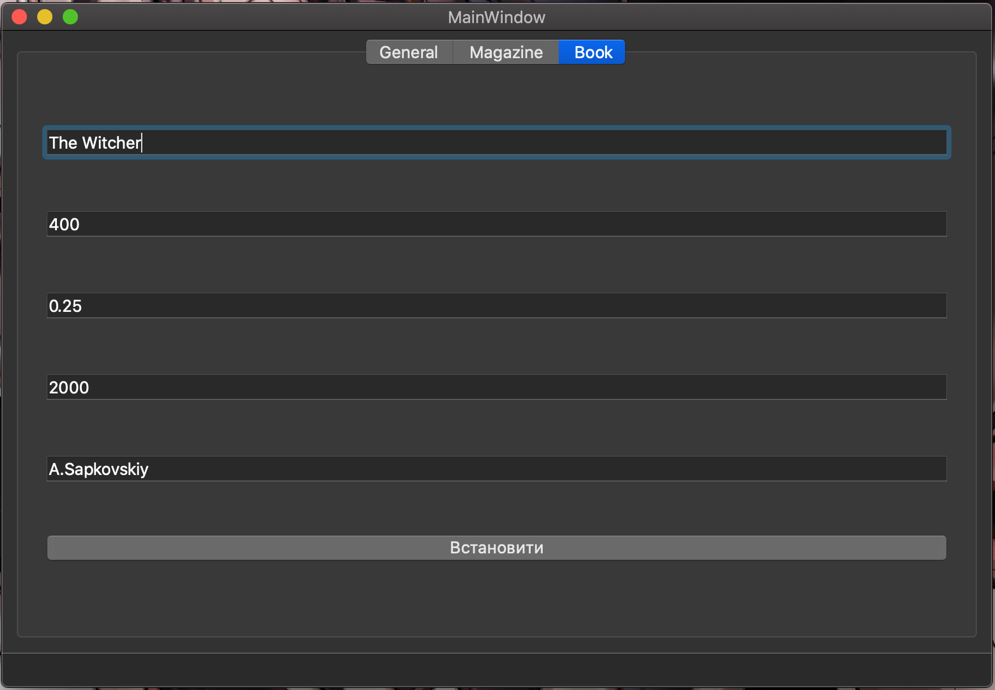 MainWindow
General Magazine Book
The Witcher
400
0.25
2000
A.Sapkovskiy
Встановити